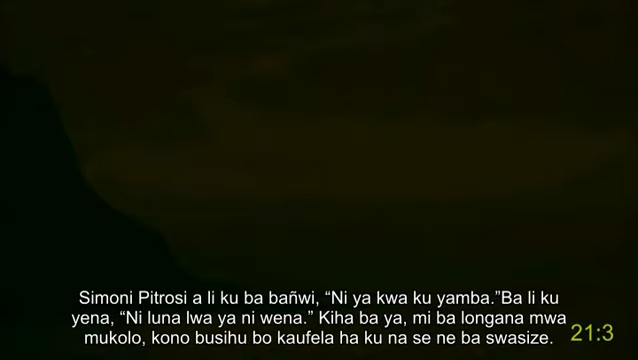 Simoni Pitrosi a li ku ba bañwi, “Ni ya kwa ku yamba.”Ba li ku
yena, “Ni luna lwa ya ni wena.” Kiha ba ya, mi ba longana mwa
mukolo, kono busihu bo kaufela ha ku na se ne ba swasize.
21:3